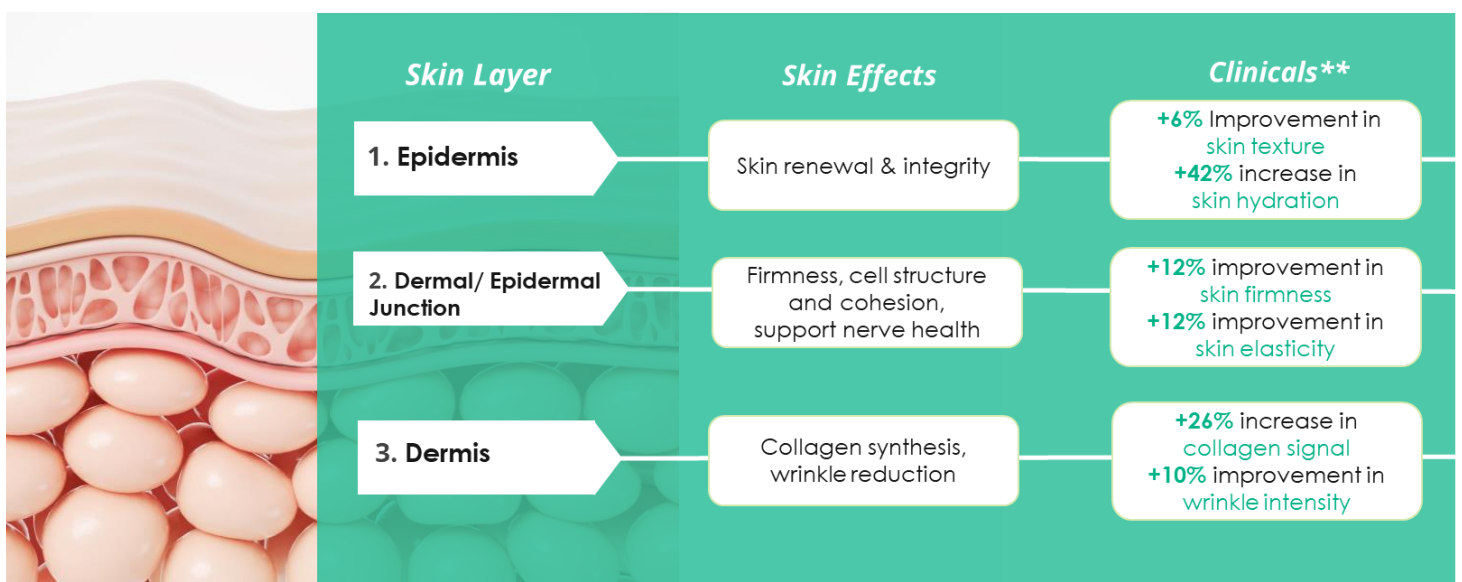 Skin Layer
Skin Effects
Clinicals**
1. Epidermis
Skin renewal & integrity
+6% Improvement in
skin texture
+42% increase in
skin hydration
2. Dermal/ Epidermal
Junction
Firmness, cell structure
and cohesion,
support nerve health
+12% improvement in
skin firmness
+12% improvement in
skin elasticity
3. Dermis
Collagen synthesis,
wrinkle reduction
+26% increase in
collagen signal
+10% improvement in
wrinkle intensity